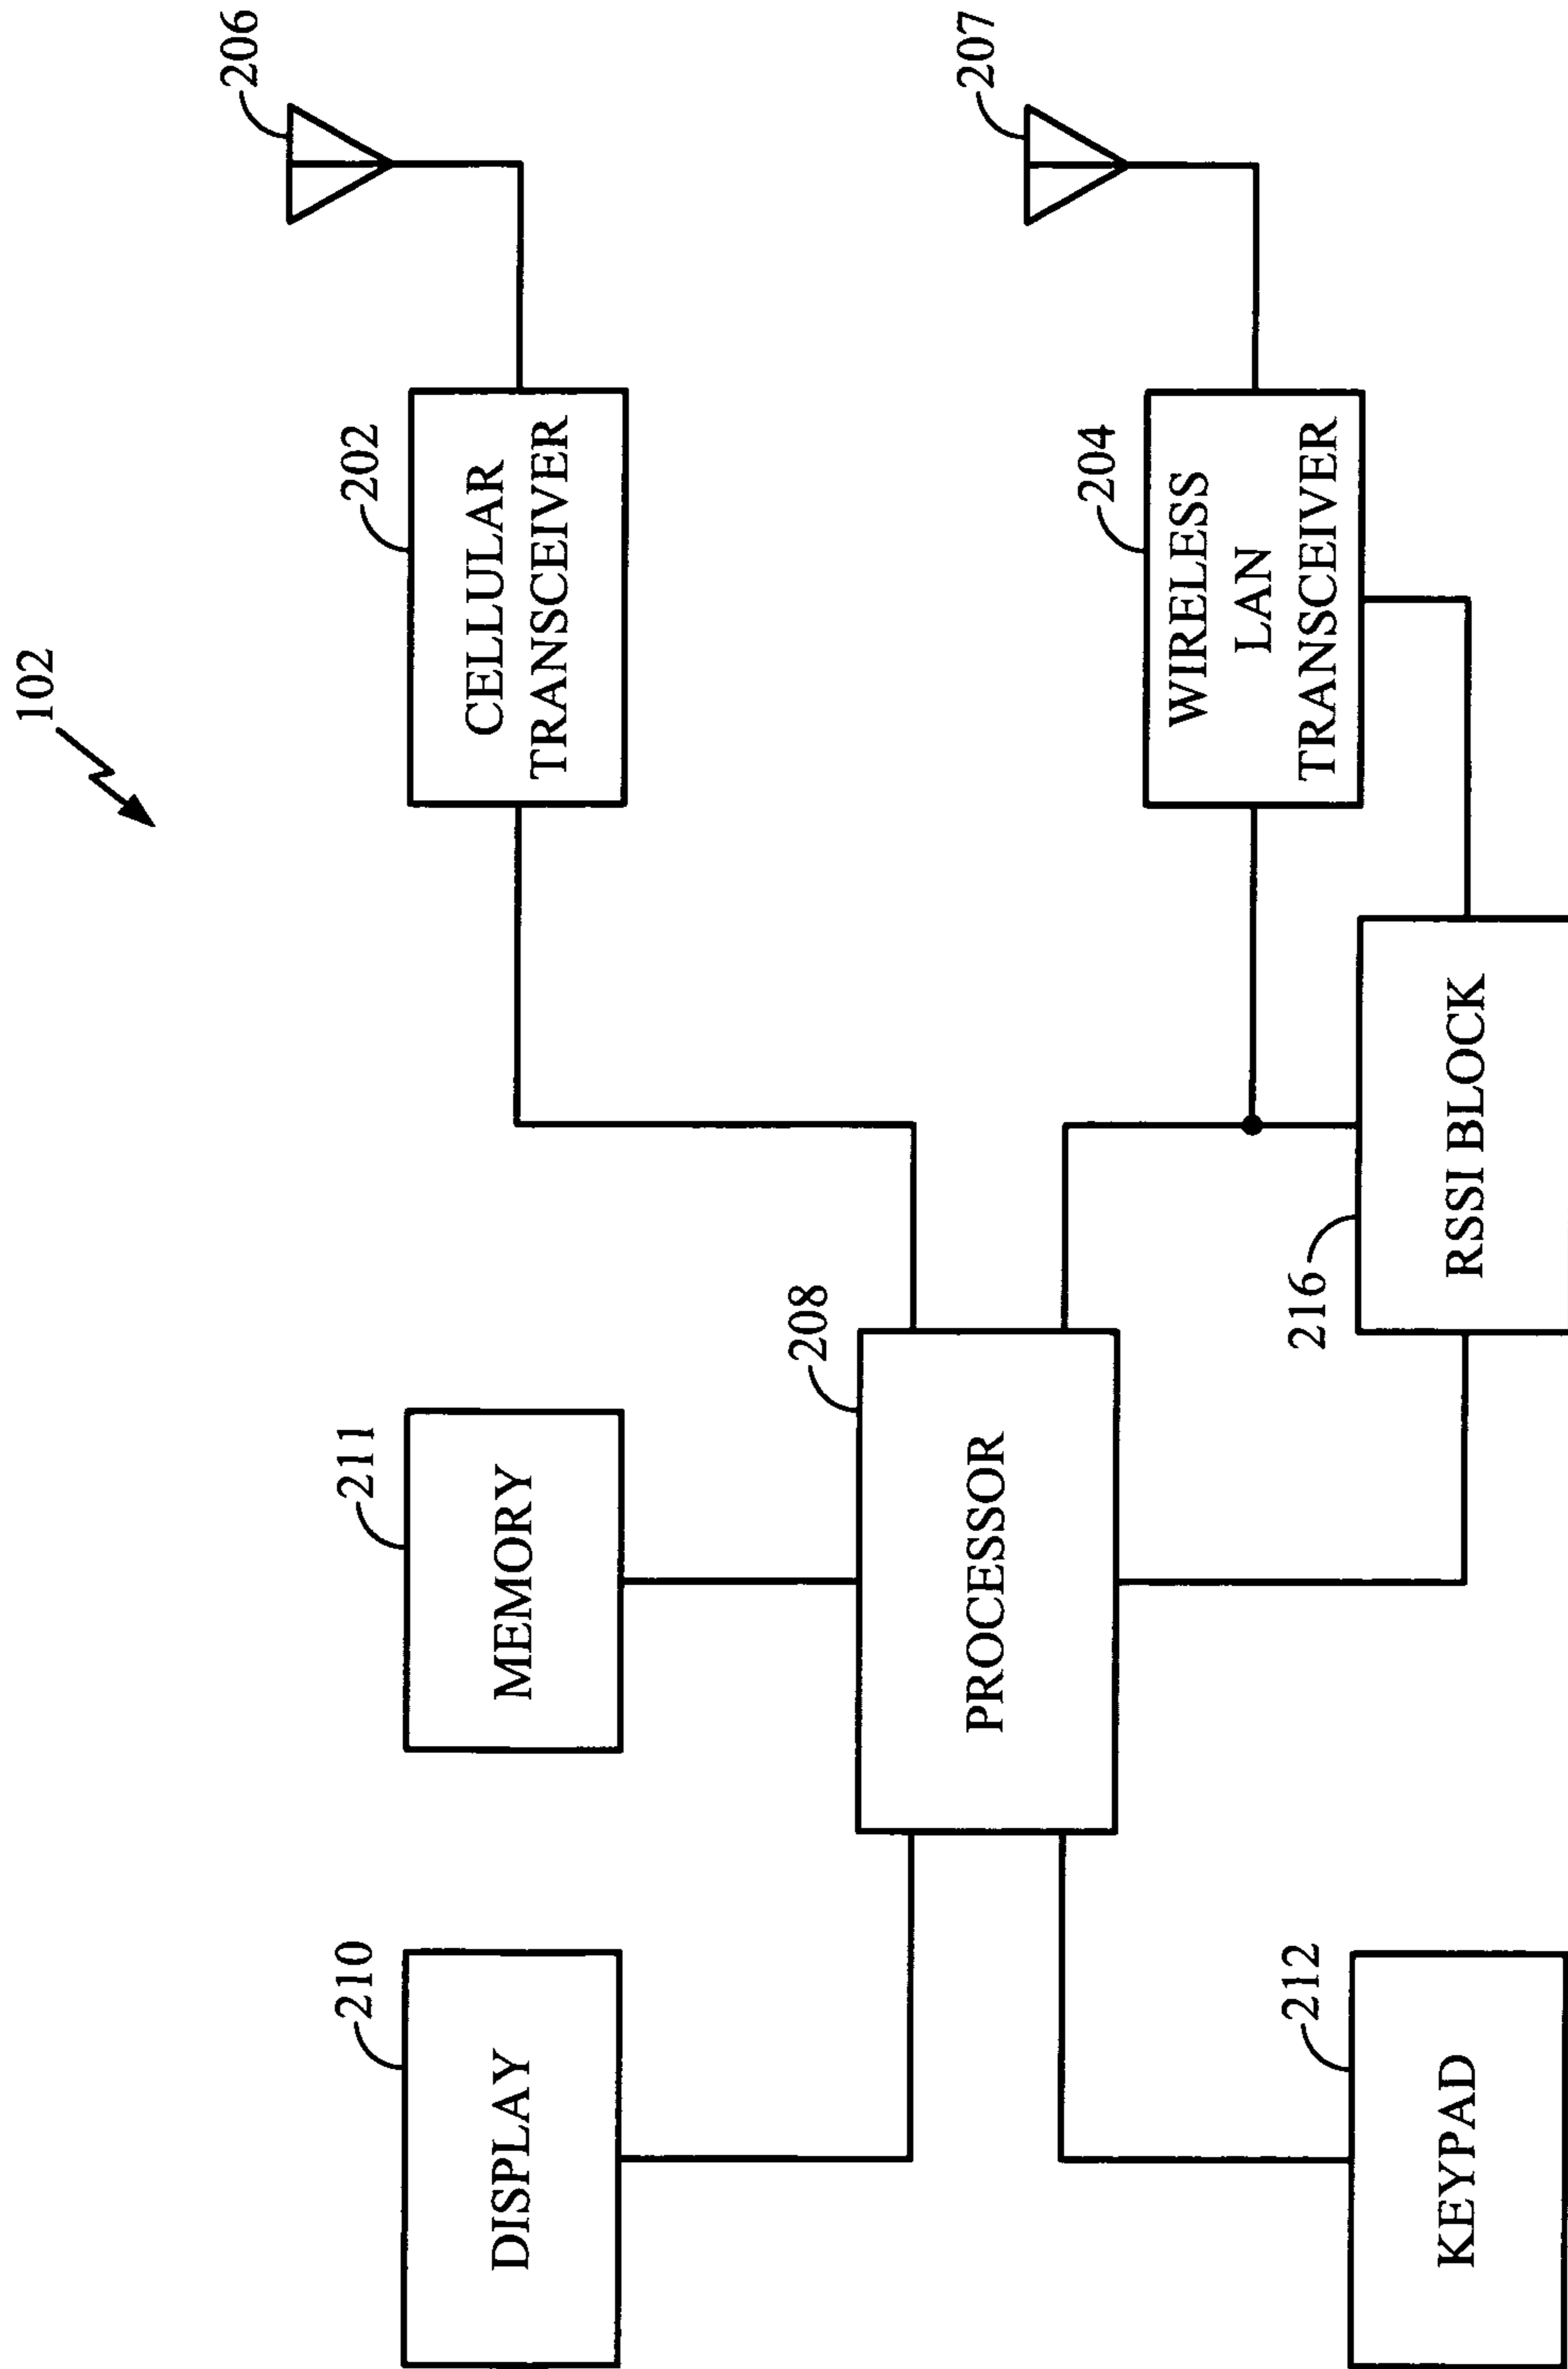 102
206
202
CELLULAR
TRANSCEIVER
207
204
WIRELESS
LAN
TRANSCEIVER
211
MEMORY
208
PROCESSOR
216
RSSI BLOCK
210
DISPLAY
212
KEYPAD